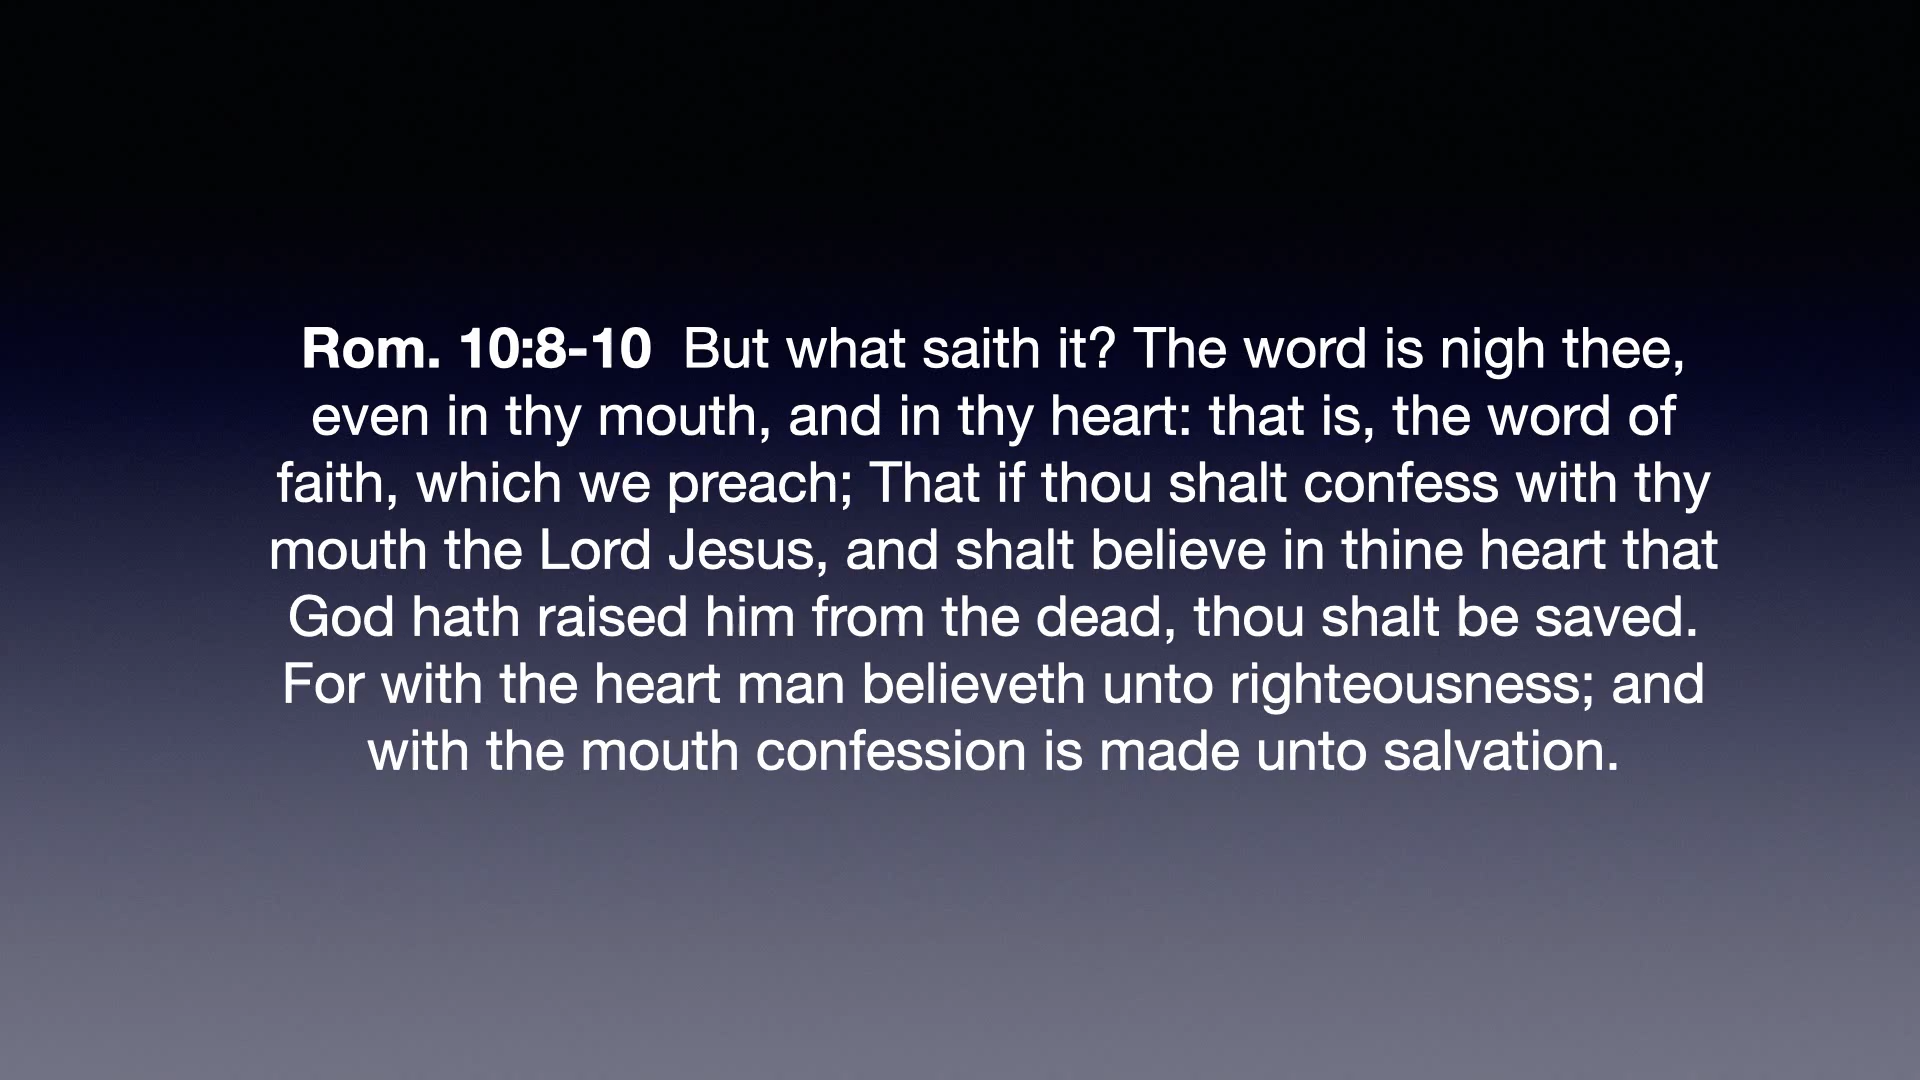 Rom. 10:8-10  But what saith it? The word is nigh thee,
even in thy mouth, and in thy heart: that is, the word of
faith, which we preach; That if thou shalt confess with thy
mouth the Lord Jesus, and shalt believe in thine heart that
God hath raised him from the dead, thou shalt be saved.
For with the heart man believeth unto righteousness; and
with the mouth confession is made unto salvation.